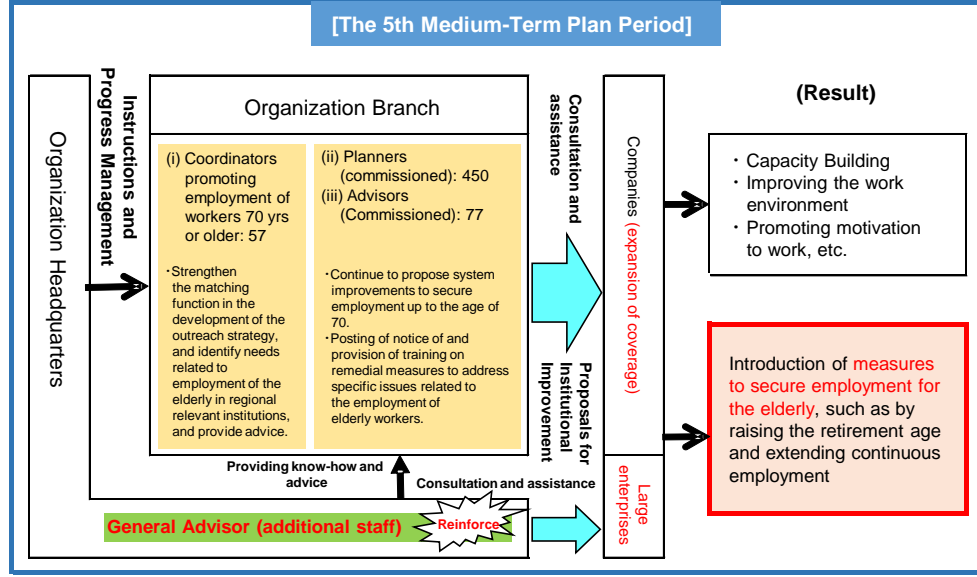 [The 5th Medium-Term Plan Period]
Organization Headquarters
Instructions and
Progress Management
Organization Branch
(i) Coordinators
promoting
employment of
workers 70 yrs
or older: 57
・Strengthen
the matching
function in the
development of the
outreach strategy,
and identify needs
related to
employment of the
elderly in regional
relevant institutions,
and provide advice.
(ii) Planners
(commissioned): 450
(iii) Advisors
(Commissioned): 77
・Continue to propose system
improvements to secure
employment up to the age of
70.
・Posting of notice of and
provision of training on
remedial measures to address
specific issues related to
the employment of
elderly workers.
Consultation and
assistance
Proposals for
Institutional
Improvement
Companies (expansion of coverage)
Large
enterprises
(Result)
・Capacity Building
・Improving the work
environment
・Promoting motivation
to work, etc.
Introduction of measures
to secure employment for
the elderly, such as by
raising the retirement age
and extending continuous
employment
Providing know-how and
advice
Consultation and assistance
General Advisor (additional staff)
Reinforce